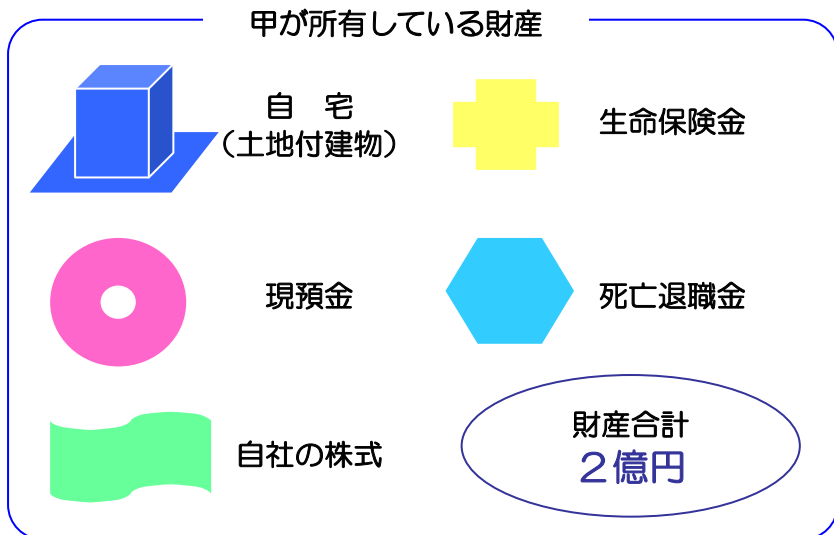 甲が所有している財産
自　宅
（土地付建物）
生命保険金
現預金
死亡退職金
自社の株式
財産合計
２億円